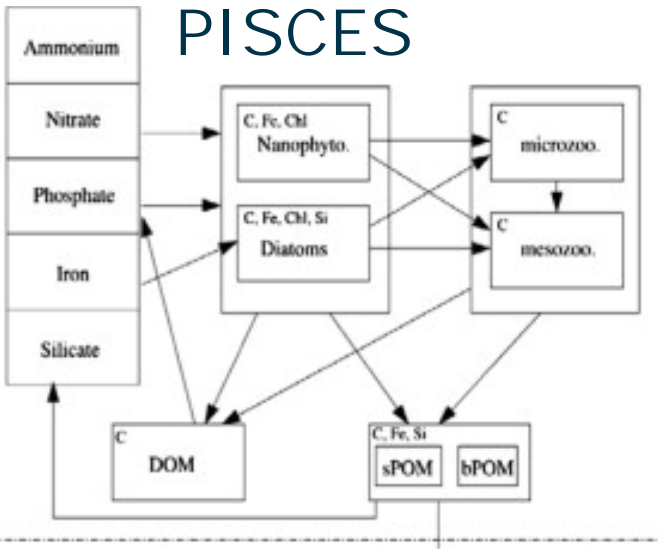 PISCES
Ammonium
Nitrate
Phosphate
Iron
Silicate
C, Fe, Chl
Nanophyto.
C, Fe, Chl, Si
Diatoms
C
microzoo.
C
mesozoo.
C
DOM
C, Fe, Si
sPOM
bPOM